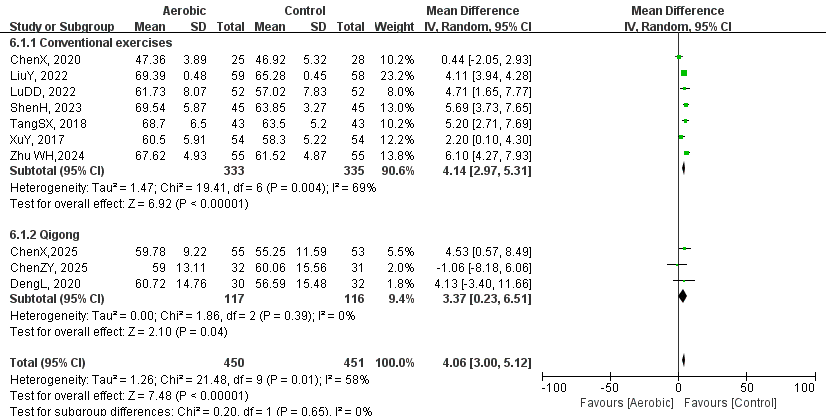 Aerobic Control Mean Difference Mean Difference
Study or Subgroup Mean SD Total Mean SD Total Weight IV, Random, 95% CI IV, Random, 95% CI
6.1.1 Conventional exercises
ChenX, 2020 47.36 3.89 25 46.92 5.32 28 10.2% 0.44 [-2.05, 2.93]
LiuY, 2022 69.39 0.48 59 65.28 0.45 58 23.2% 4.11 [3.94, 4.28]
LuDD, 2022 61.73 8.07 52 57.02 7.83 52 8.0% 4.71 [1.65, 7.77]
ShenH, 2023 69.54 5.87 45 63.85 3.27 45 13.0% 5.69 [3.73, 7.65]
TangSX, 2018 68.7 6.5 43 63.5 5.2 43 10.2% 5.20 [2.71, 7.69]
XuY, 2017 60.5 5.91 54 58.3 5.22 54 12.2% 2.20 [0.10, 4.30]
Zhu WH,2024 67.62 4.93 55 61.52 4.87 55 13.8% 6.10 [4.27, 7.93]
Subtotal (95% CI) 333 335 90.6% 4.14 [2.97, 5.31]
Heterogeneity: Tau² = 1.47; Chi² = 19.41, df = 6 (P = 0.004); I² = 69%
Test for overall effect: Z = 6.92 (P < 0.00001)
6.1.2 Qigong
ChenX,2025 59.78 9.22 55 55.25 11.59 53 5.5% 4.53 [0.57, 8.49]
ChenZY, 2025 59 13.11 32 60.06 15.56 31 2.0% -1.06 [-8.18, 6.06]
DengL, 2020 60.72 14.76 30 56.59 15.48 32 1.8% 4.13 [-3.40, 11.66]
Subtotal (95% CI) 117 116 9.4% 3.37 [0.23, 6.51]
Heterogeneity: Tau² = 0.00; Chi² = 1.86, df = 2 (P = 0.39); I² = 0%
Test for overall effect: Z = 2.10 (P = 0.04)
Total (95% CI) 450 451 100.0% 4.06 [3.00, 5.12]
Heterogeneity: Tau² = 1.26; Chi² = 21.48, df = 9 (P = 0.01); I² = 58%
Test for overall effect: Z = 7.48 (P < 0.00001)
Test for subgroup differences: Chi² = 0.20, df = 1 (P = 0.65), I² = 0%
-100 -50 0 50 100
Favours [Aerobic] Favours [Control]